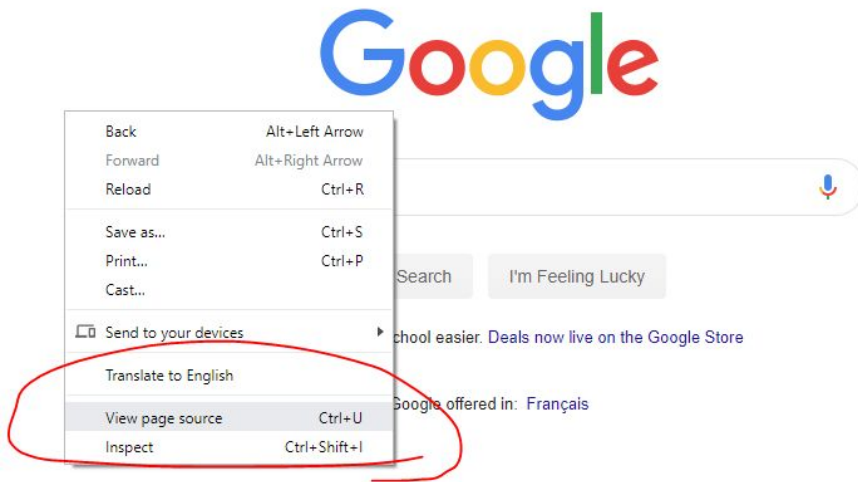 Google
Back Alt+Left Arrow
Forward Alt+Right Arrow
Reload Ctrl+R
Save as... Ctrl+S
Print... Ctrl+P
Cast...
Search I'm Feeling Lucky
Send to your devices
chool easier. Deals now live on the Google Store
Translate to English
Google offered in: Français
View page source Ctrl+U
Inspect Ctrl+Shift+I